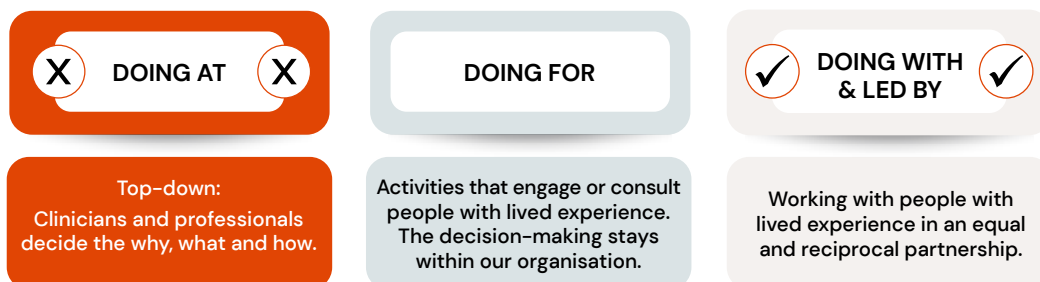 X DOING AT X
DOING FOR
DOING WITH
& LED BY
Top-down:
Clinicians and professionals
decide the why, what and how.
Activities that engage or consult
people with lived experience.
The decision-making stays
within our organisation.
Working with people with
lived experience in an equal
and reciprocal partnership.